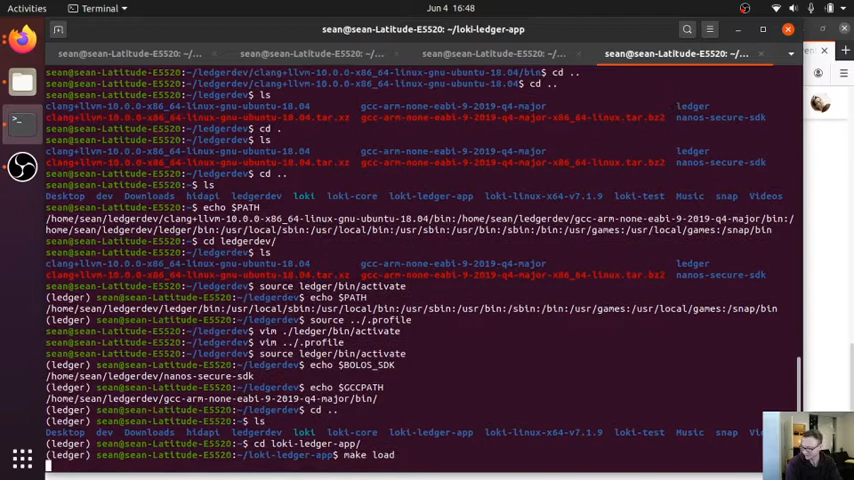 Activities
Terminal
Jun 4 16:48
sean@sean-Latitude-E5520: ~/loki-ledger-app
sean@sean-Latitude-E5520: ~/...
sean@sean-Latitude-E5520: ~/...
sean@sean-Latitude-E5520: ~/...
sean@sean-Latitude-E5520: ~/...
sean@sean-Latitude-E5520:~/ledgerdev/clang+llvm-10.0.0-x86_64-linux-gnu-ubuntu-18.04/bin$ cd ..
sean@sean-Latitude-E5520:~/ledgerdev/clang+llvm-10.0.0-x86_64-linux-gnu-ubuntu-18.04$ cd ..
sean@sean-Latitude-E5520:~/ledgerdev$ ls
clang+llvm-10.0.0-x86_64-linux-gnu-ubuntu-18.04 gcc-arm-none-eabi-9-2019-q4-major ledger
clang+llvm-10.0.0-x86_64-linux-gnu-ubuntu-18.04.tar.xz gcc-arm-none-eabi-9-2019-q4-major-x86_64-linux.tar.bz2 nanos-secure-sdk
sean@sean-Latitude-E5520:~/ledgerdev$ cd .
sean@sean-Latitude-E5520:~/ledgerdev$ ls
clang+llvm-10.0.0-x86_64-linux-gnu-ubuntu-18.04 gcc-arm-none-eabi-9-2019-q4-major ledger
clang+llvm-10.0.0-x86_64-linux-gnu-ubuntu-18.04.tar.xz gcc-arm-none-eabi-9-2019-q4-major-x86_64-linux.tar.bz2 nanos-secure-sdk
sean@sean-Latitude-E5520:~/ledgerdev$ cd ..
sean@sean-Latitude-E5520:~$ ls
Desktop dev Downloads hidapi ledgerdev loki loki-core loki-ledger-app loki-linux-x64-v7.1.9 loki-test Music snap Videos
sean@sean-Latitude-E5520:~$ echo $PATH
/home/sean/ledgerdev/clang+llvm-10.0.0-x86_64-linux-gnu-ubuntu-18.04/bin:/home/sean/ledgerdev/gcc-arm-none-eabi-9-2019-q4-major/bin:/
home/sean/ledgerdev/ledger/bin:/usr/local/sbin:/usr/local/bin:/usr/sbin:/usr/bin:/sbin:/bin:/usr/games:/usr/local/games:/snap/bin
sean@sean-Latitude-E5520:~$ cd ledgerdev/
sean@sean-Latitude-E5520:~/ledgerdev$ ls
clang+llvm-10.0.0-x86_64-linux-gnu-ubuntu-18.04 gcc-arm-none-eabi-9-2019-q4-major ledger
clang+llvm-10.0.0-x86_64-linux-gnu-ubuntu-18.04.tar.xz gcc-arm-none-eabi-9-2019-q4-major-x86_64-linux.tar.bz2 nanos-secure-sdk
sean@sean-Latitude-E5520:~/ledgerdev$ source ledger/bin/activate
(ledger) sean@sean-Latitude-E5520:~/ledgerdev$ echo $PATH
/home/sean/ledgerdev/ledger/bin:/usr/local/sbin:/usr/local/bin:/usr/sbin:/usr/bin:/sbin:/bin:/usr/games:/usr/local/games:/snap/bin
(ledger) sean@sean-Latitude-E5520:~/ledgerdev$ source ../.profile
(ledger) sean@sean-Latitude-E5520:~/ledgerdev$ vim ./ledger/bin/activate
(ledger) sean@sean-Latitude-E5520:~/ledgerdev$ vim ../.profile
(ledger) sean@sean-Latitude-E5520:~/ledgerdev$ source ledger/bin/activate
(ledger) sean@sean-Latitude-E5520:~/ledgerdev$ echo $BOLOS_SDK
/home/sean/ledgerdev/nanos-secure-sdk
(ledger) sean@sean-Latitude-E5520:~/ledgerdev$ echo $GCCPATH
/home/sean/ledgerdev/gcc-arm-none-eabi-9-2019-q4-major/bin/
(ledger) sean@sean-Latitude-E5520:~/ledgerdev$ cd ..
(ledger) sean@sean-Latitude-E5520:~$ ls
Desktop dev Downloads hidapi ledgerdev loki loki-core loki-ledger-app loki-linux-x64-v7.1.9 loki-test Music snap
(ledger) sean@sean-Latitude-E5520:~$ cd loki-ledger-app/
(ledger) sean@sean-Latitude-E5520:~/loki-ledger-app$ make load